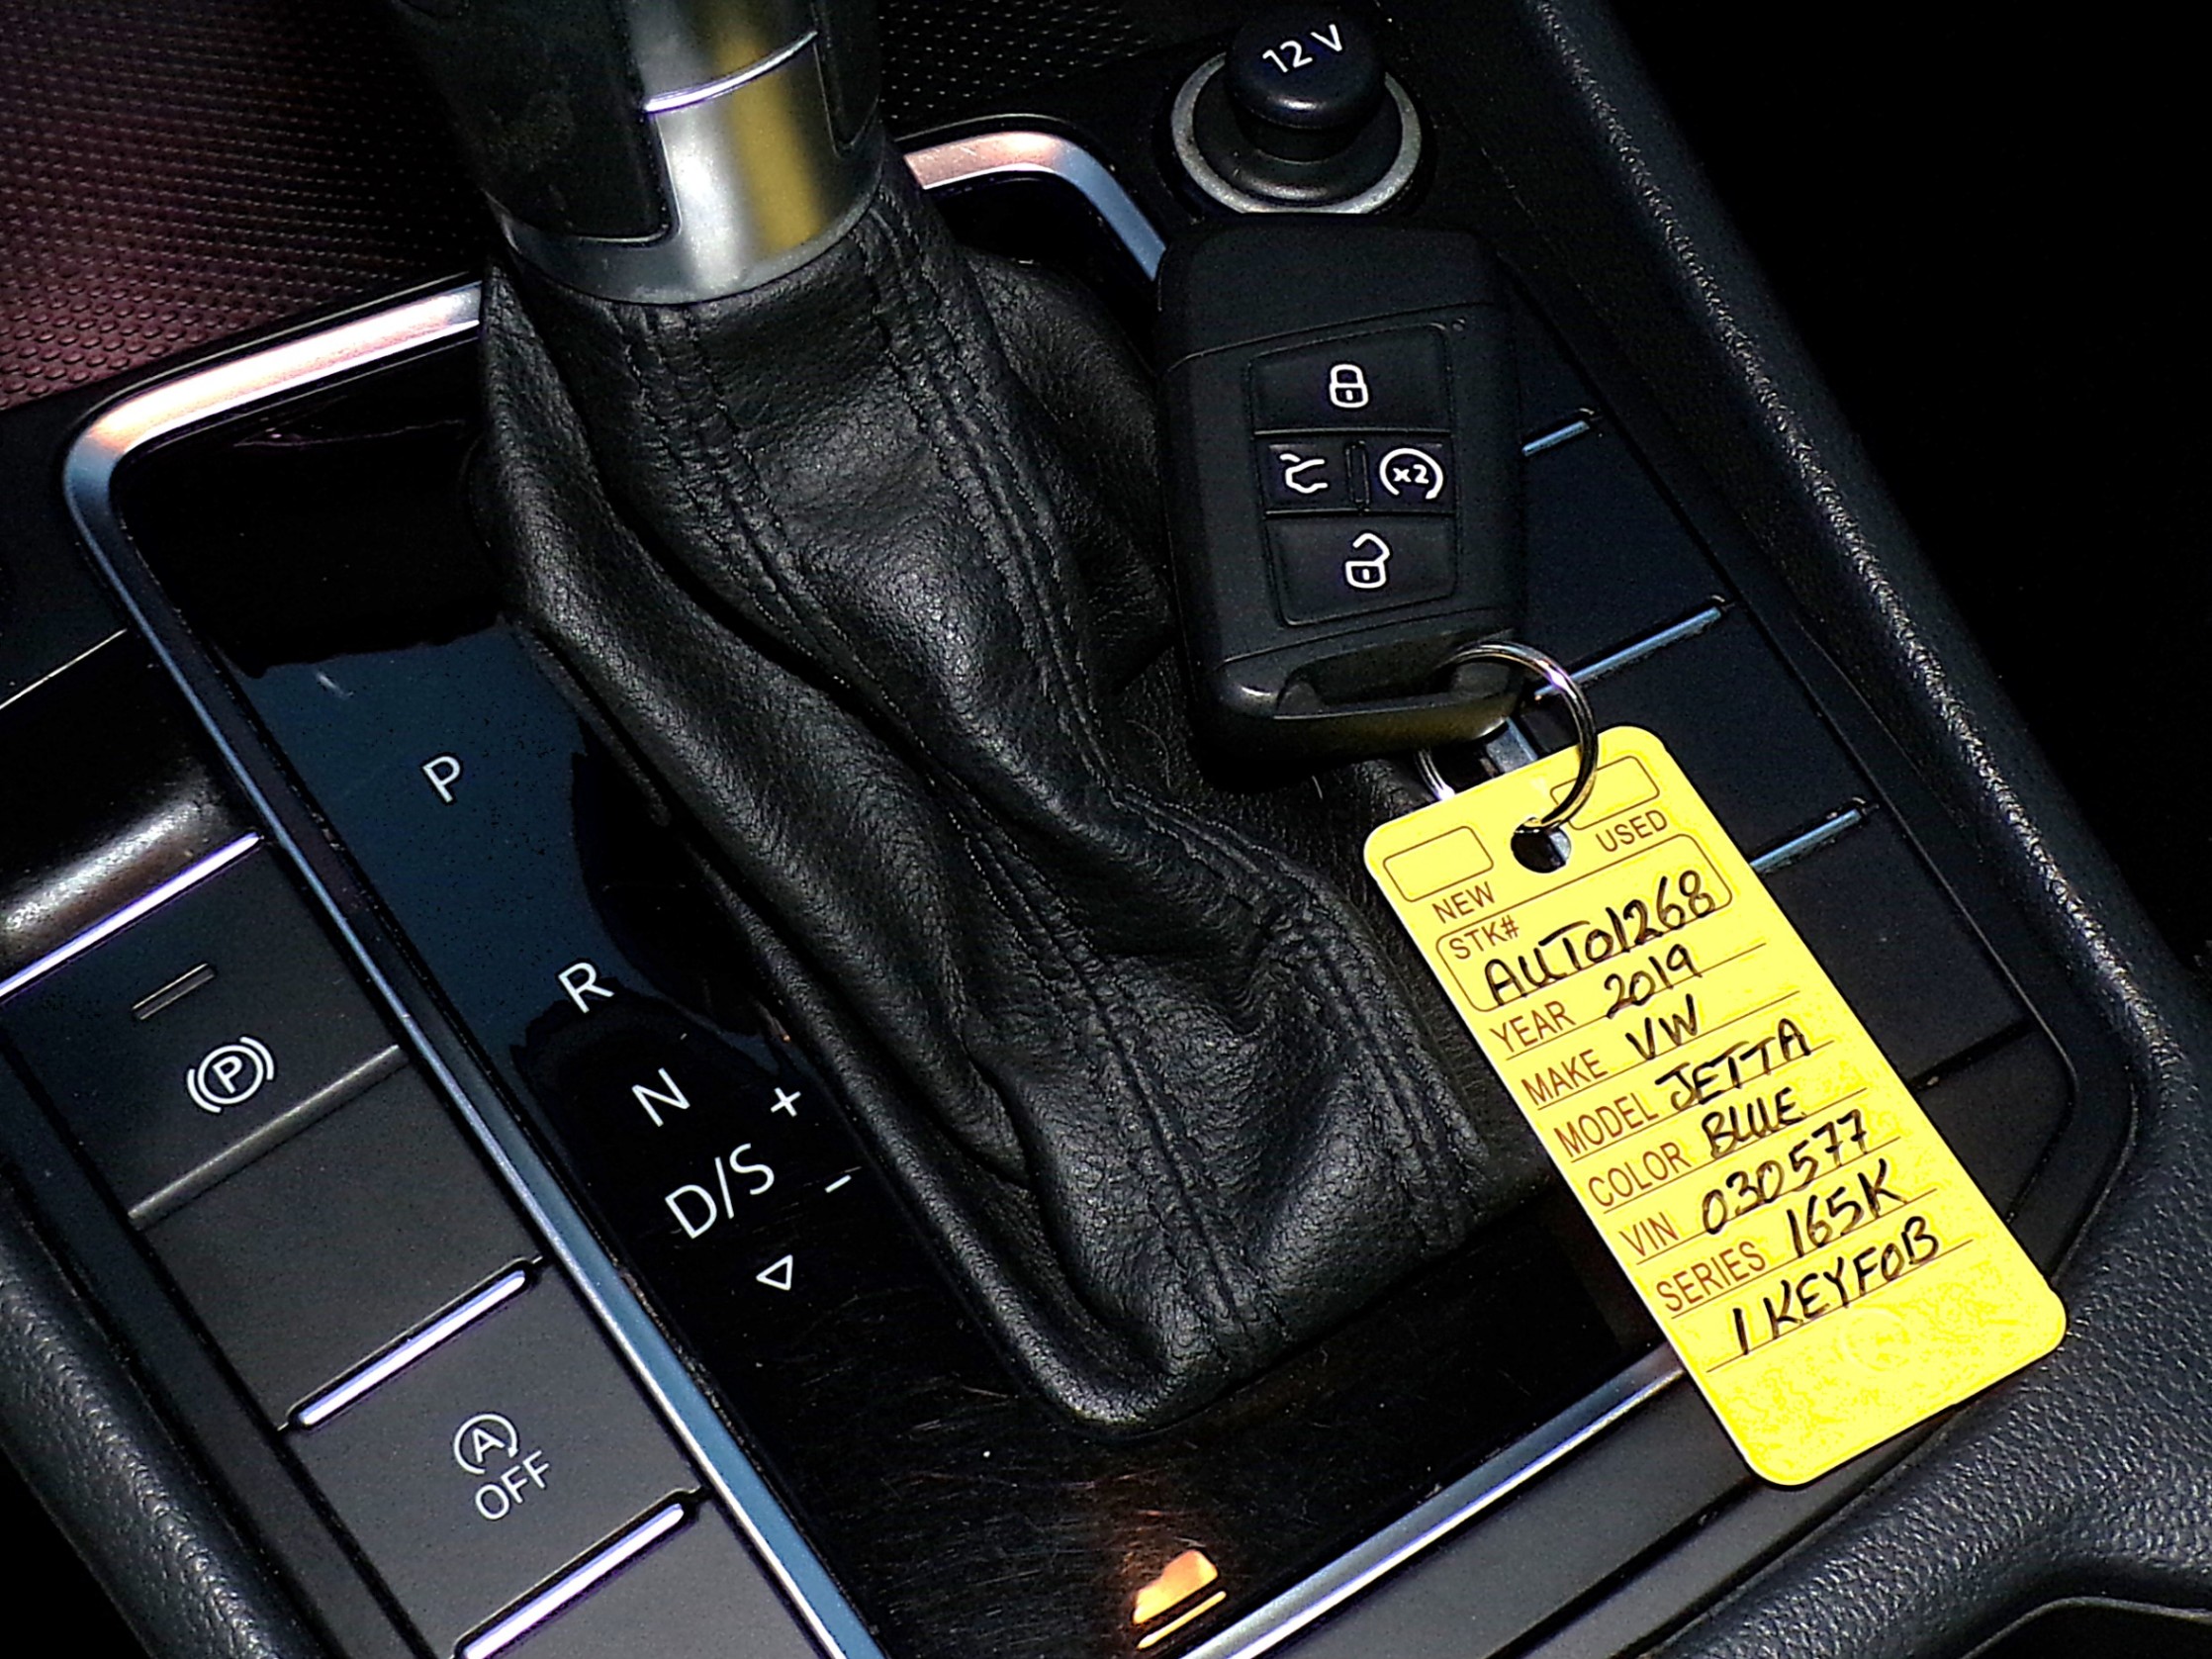 12 V
x2
P
R
N
+
D/S
-
P
A
OFF
NEW
USED
STK#
AUTO1268
YEAR 2019
MAKE VW
MODEL JETTA
COLOR BLUE
VIN 030577
SERIES 165K
1 KEYFOB